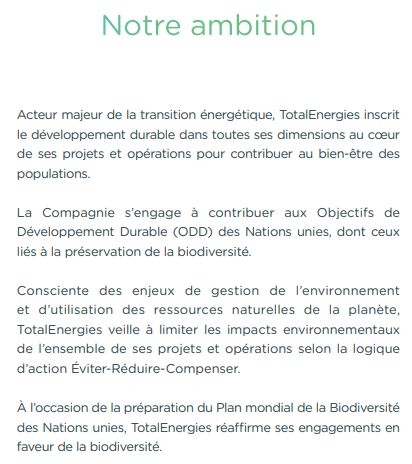 Notre ambition
Acteur majeur de la transition énergétique, TotalEnergies inscrit
le développement durable dans toutes ses dimensions au cœur
de ses projets et opérations pour contribuer au bien-être des
populations.
La Compagnie s’engage à contribuer aux Objectifs de
Développement Durable (ODD) des Nations unies, dont ceux
liés à la préservation de la biodiversité.
Consciente des enjeux de gestion de l’environnement
et d’utilisation des ressources naturelles de la planète,
TotalEnergies veille à limiter les impacts environnementaux
de l’ensemble de ses projets et opérations selon la logique
d’action Éviter-Réduire-Compenser.
À l’occasion de la préparation du Plan mondial de la Biodiversité
des Nations unies, TotalEnergies réaffirme ses engagements en
faveur de la biodiversité.